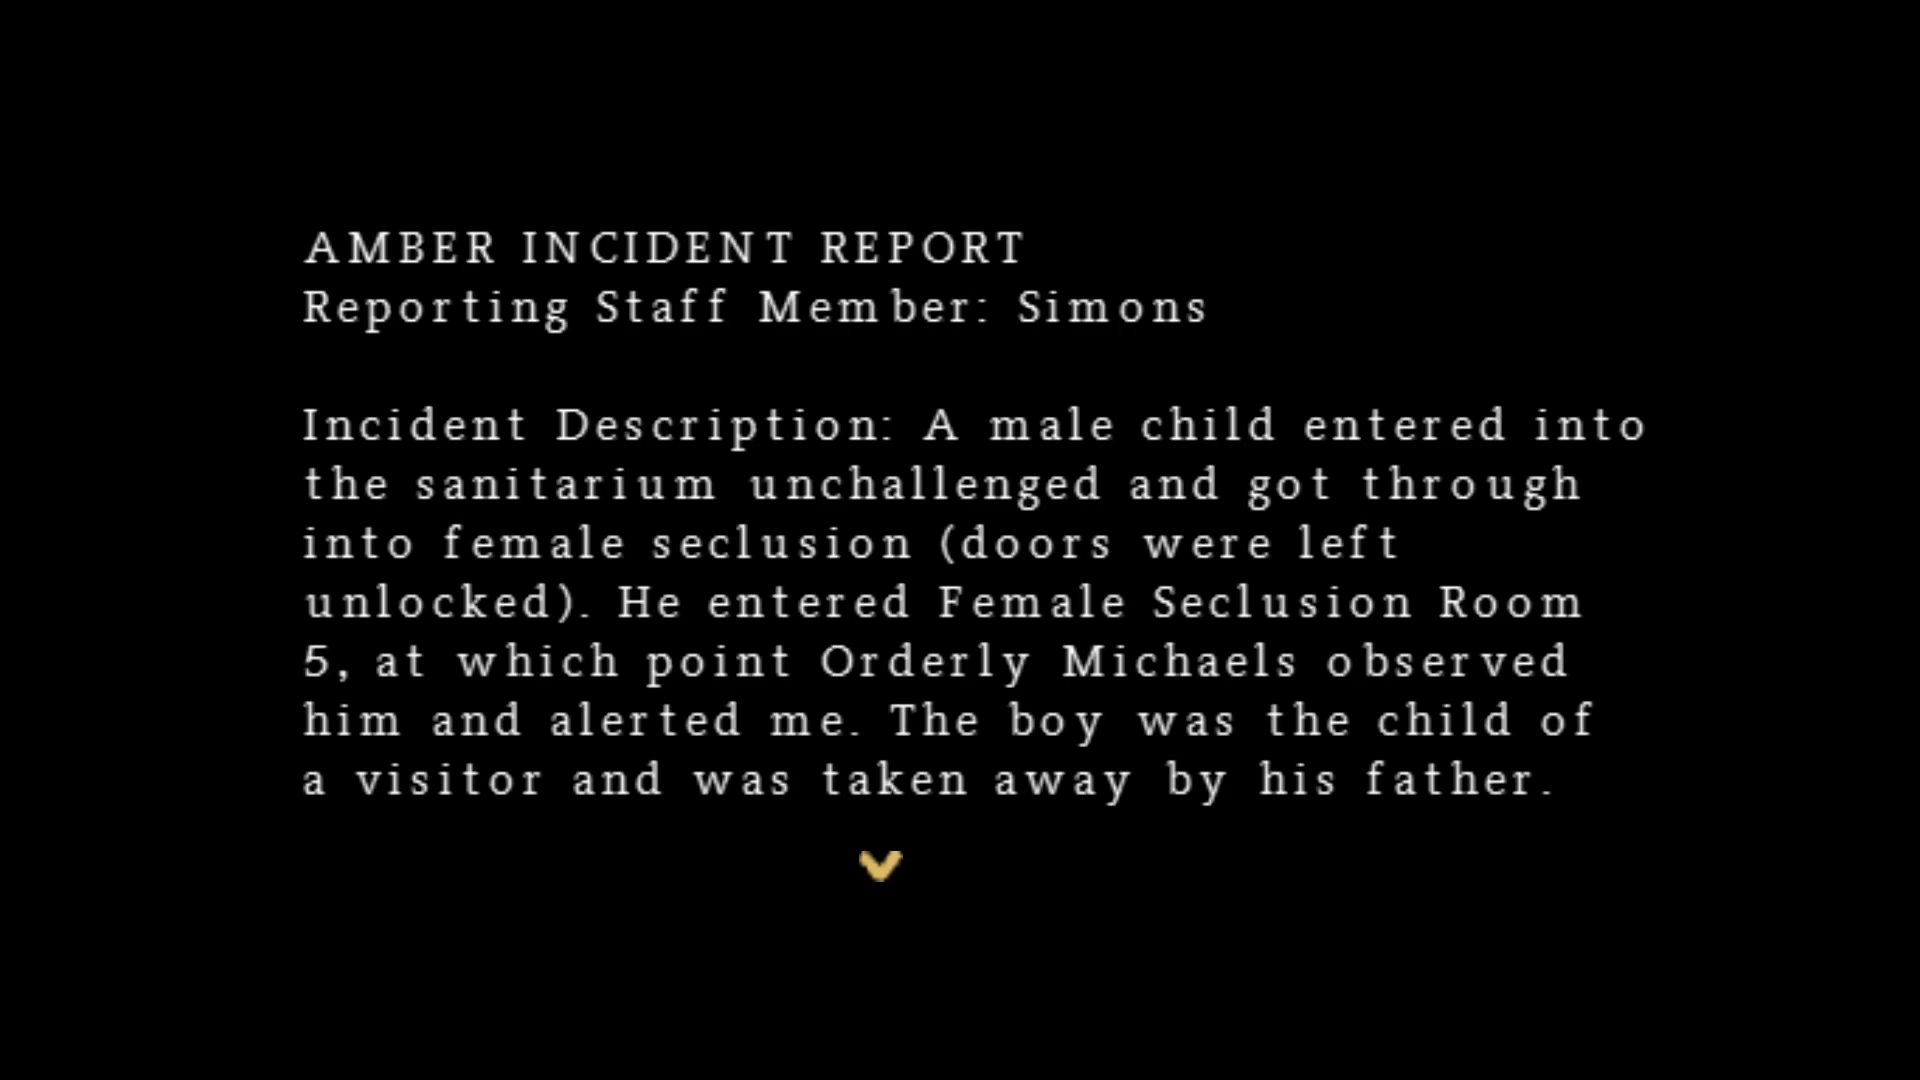 AMBER INCIDENT REPORT
Reporting Staff Member: Simons
Incident Description: A male child entered into
the sanitarium unchallenged and got through
into female seclusion (doors were left
unlocked). He entered Female Seclusion Room
5, at which point Orderly Michaels observed
him and alerted me. The boy was the child of
a visitor and was taken away by his father.